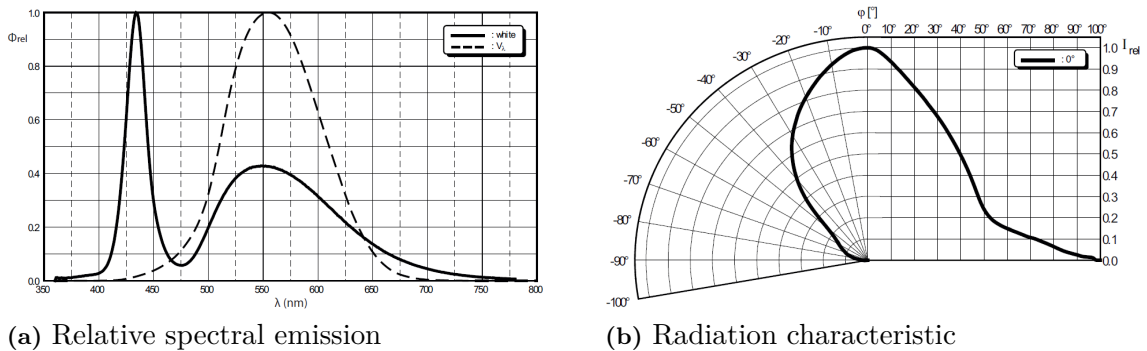 Φrel
1.0
0.8
0.6
0.4
0.2
0.0
: white
: Vλ
350 400 450 500 550 600 650 700 750 800
λ (nm)
(a) Relative spectral emission
φ [°]
-100° -90° -80° -70° -60° -50° -40° -30° -20° -10° 0° 10° 20° 30° 40° 50° 60° 70° 80° 90° 100°
I rel
: 0°
1.0
0.9
0.8
0.7
0.6
0.5
0.4
0.3
0.2
0.1
0.0
(b) Radiation characteristic